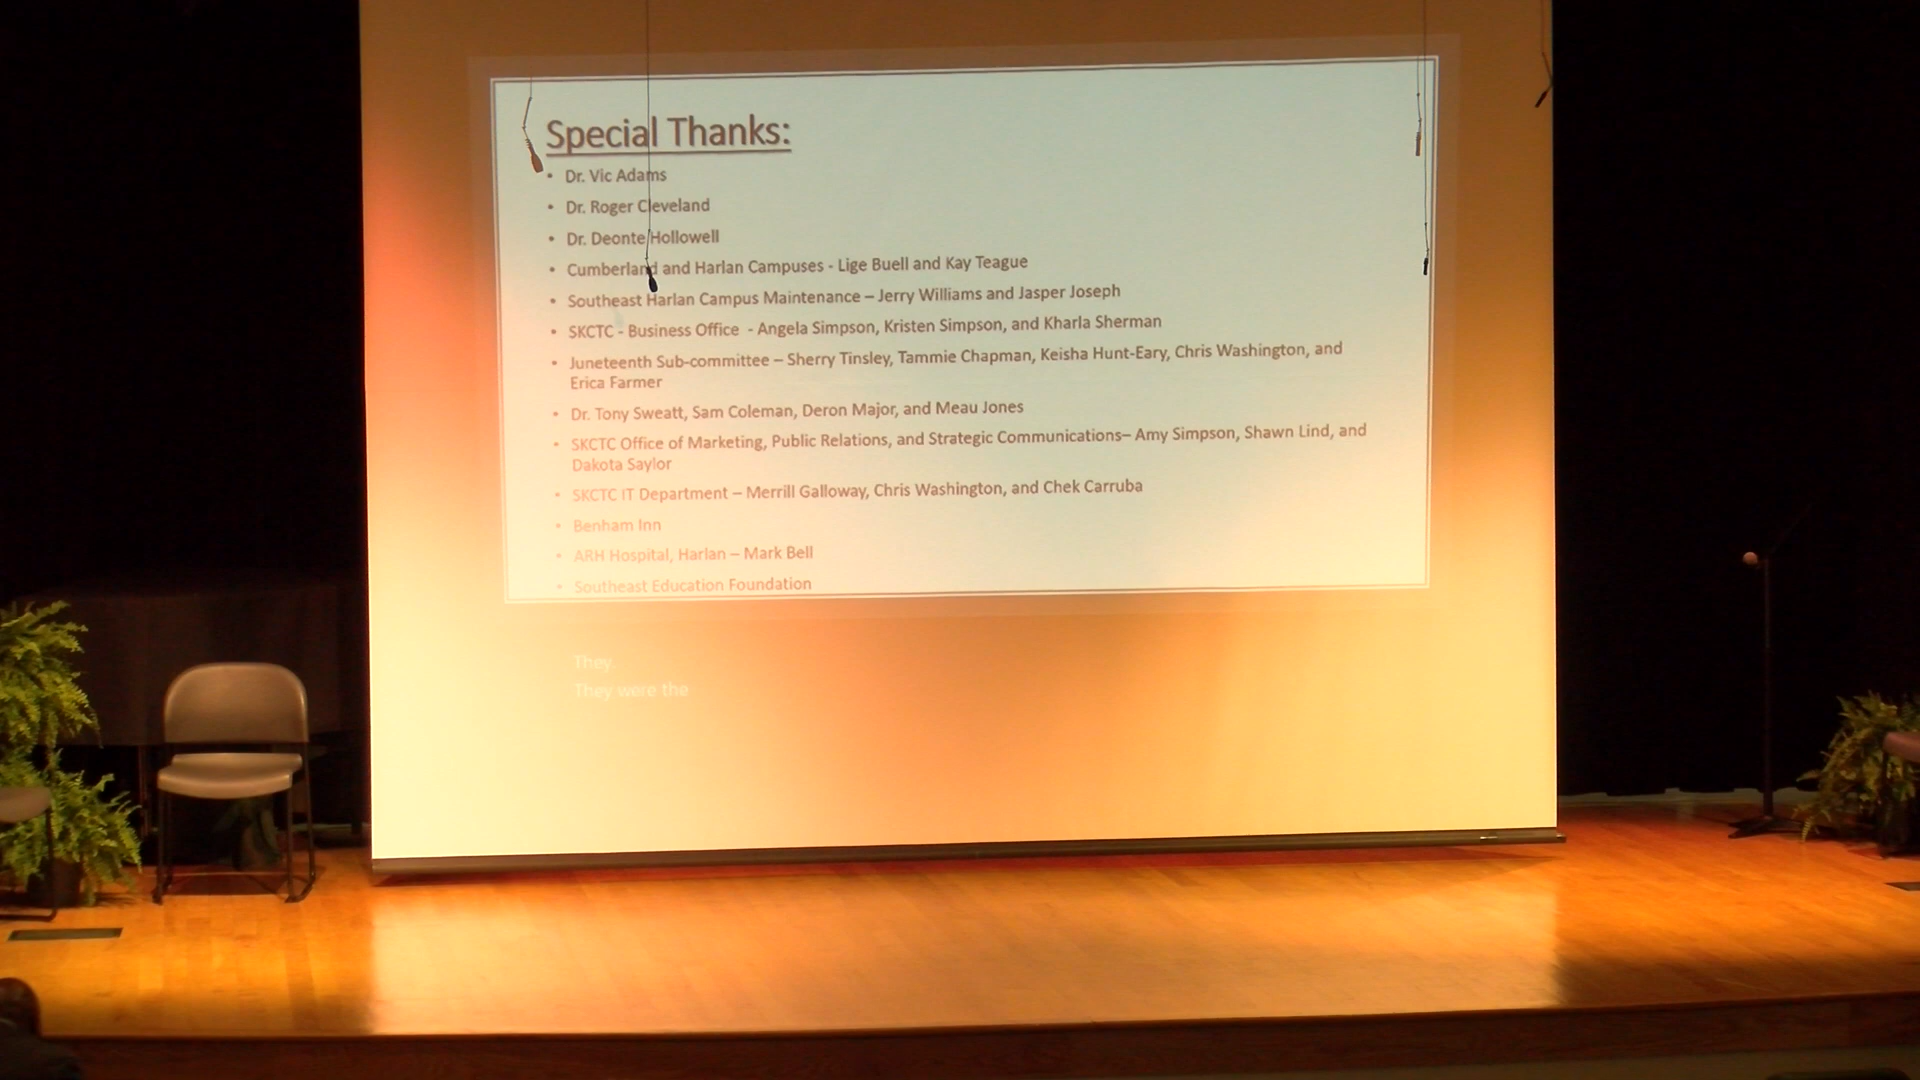 Special Thanks:
• Dr. Vic Adams
• Dr. Roger Cleveland
• Dr. Deonte Hollowell
• Cumberland and Harlan Campuses - Lige Buell and Kay Teague
• Southeast Harlan Campus Maintenance – Jerry Williams and Jasper Joseph
• SKCTC - Business Office - Angela Simpson, Kristen Simpson, and Kharla Sherman
• Juneteenth Sub-committee – Sherry Tinsley, Tammie Chapman, Keisha Hunt-Eary, Chris Washington, and
Erica Farmer
• Dr. Tony Sweatt, Sam Coleman, Deron Major, and Meau Jones
• SKCTC Office of Marketing, Public Relations, and Strategic Communications– Amy Simpson, Shawn Lind, and
Dakota Saylor
• SKCTC IT Department – Merrill Galloway, Chris Washington, and Chek Carruba
• Benham Inn
• ARH Hospital, Harlan – Mark Bell
• Southeast Education Foundation
They.
They were the